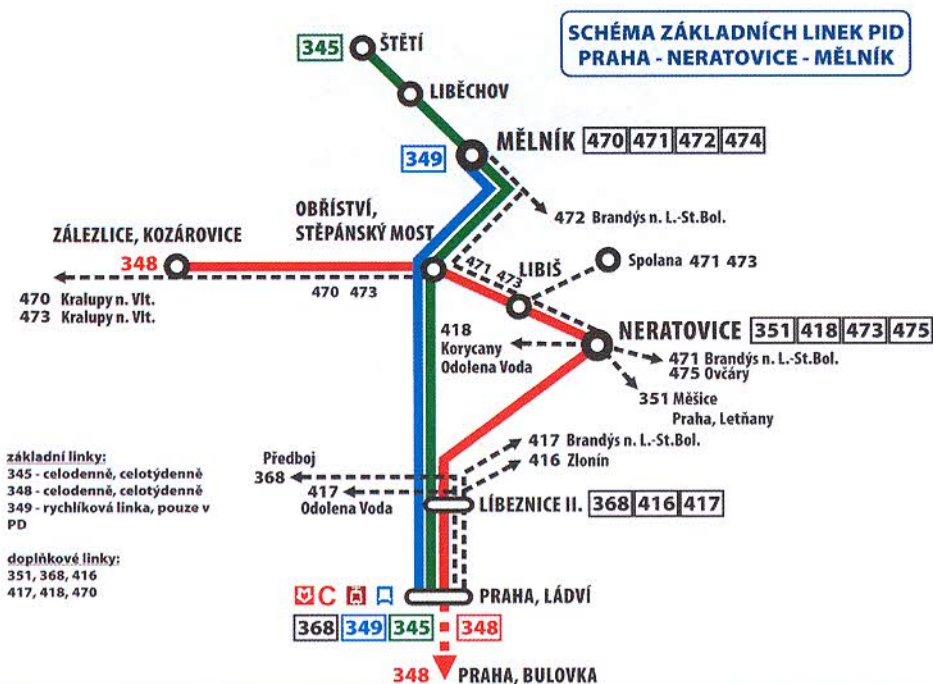 SCHÉMA ZÁKLADNÍCH LINEK PID
PRAHA - NERATOVICE - MĚLNÍK
345 ŠTĚTÍ
LIBĚCHOV
349 MĚLNÍK 470 471 472 474
472 Brandýs n. L.-St.Bol.
OBŘÍSTVÍ,
STĚPÁNSKÝ MOST
ZÁLEZLICE, KOZÁROVICE
348
470 Kralupy n. Vlt.
473 Kralupy n. Vlt.
470 473
471 473
LIBIŠ
Spolana 471 473
NERATOVICE 351 418 473 475
418
Korycany
Odolena Voda
471 Brandýs n. L.-St.Bol.
475 Ovčáry
351 Měšice
Praha, Letňany
417 Brandýs n. L.-St.Bol.
416 Zlonín
Předboj
368
417
Odolena Voda
LÍBEZNICE II. 368 416 417
základní linky:
345 - celodenně, celotýdenně
348 - celodenně, celotýdenně
349 - rychlíková linka, pouze v
PD
doplňkové linky:
351, 368, 416
417, 418, 470
C PRAHA, LÁDVÍ
368 349 345 348
348 PRAHA, BULOVKA